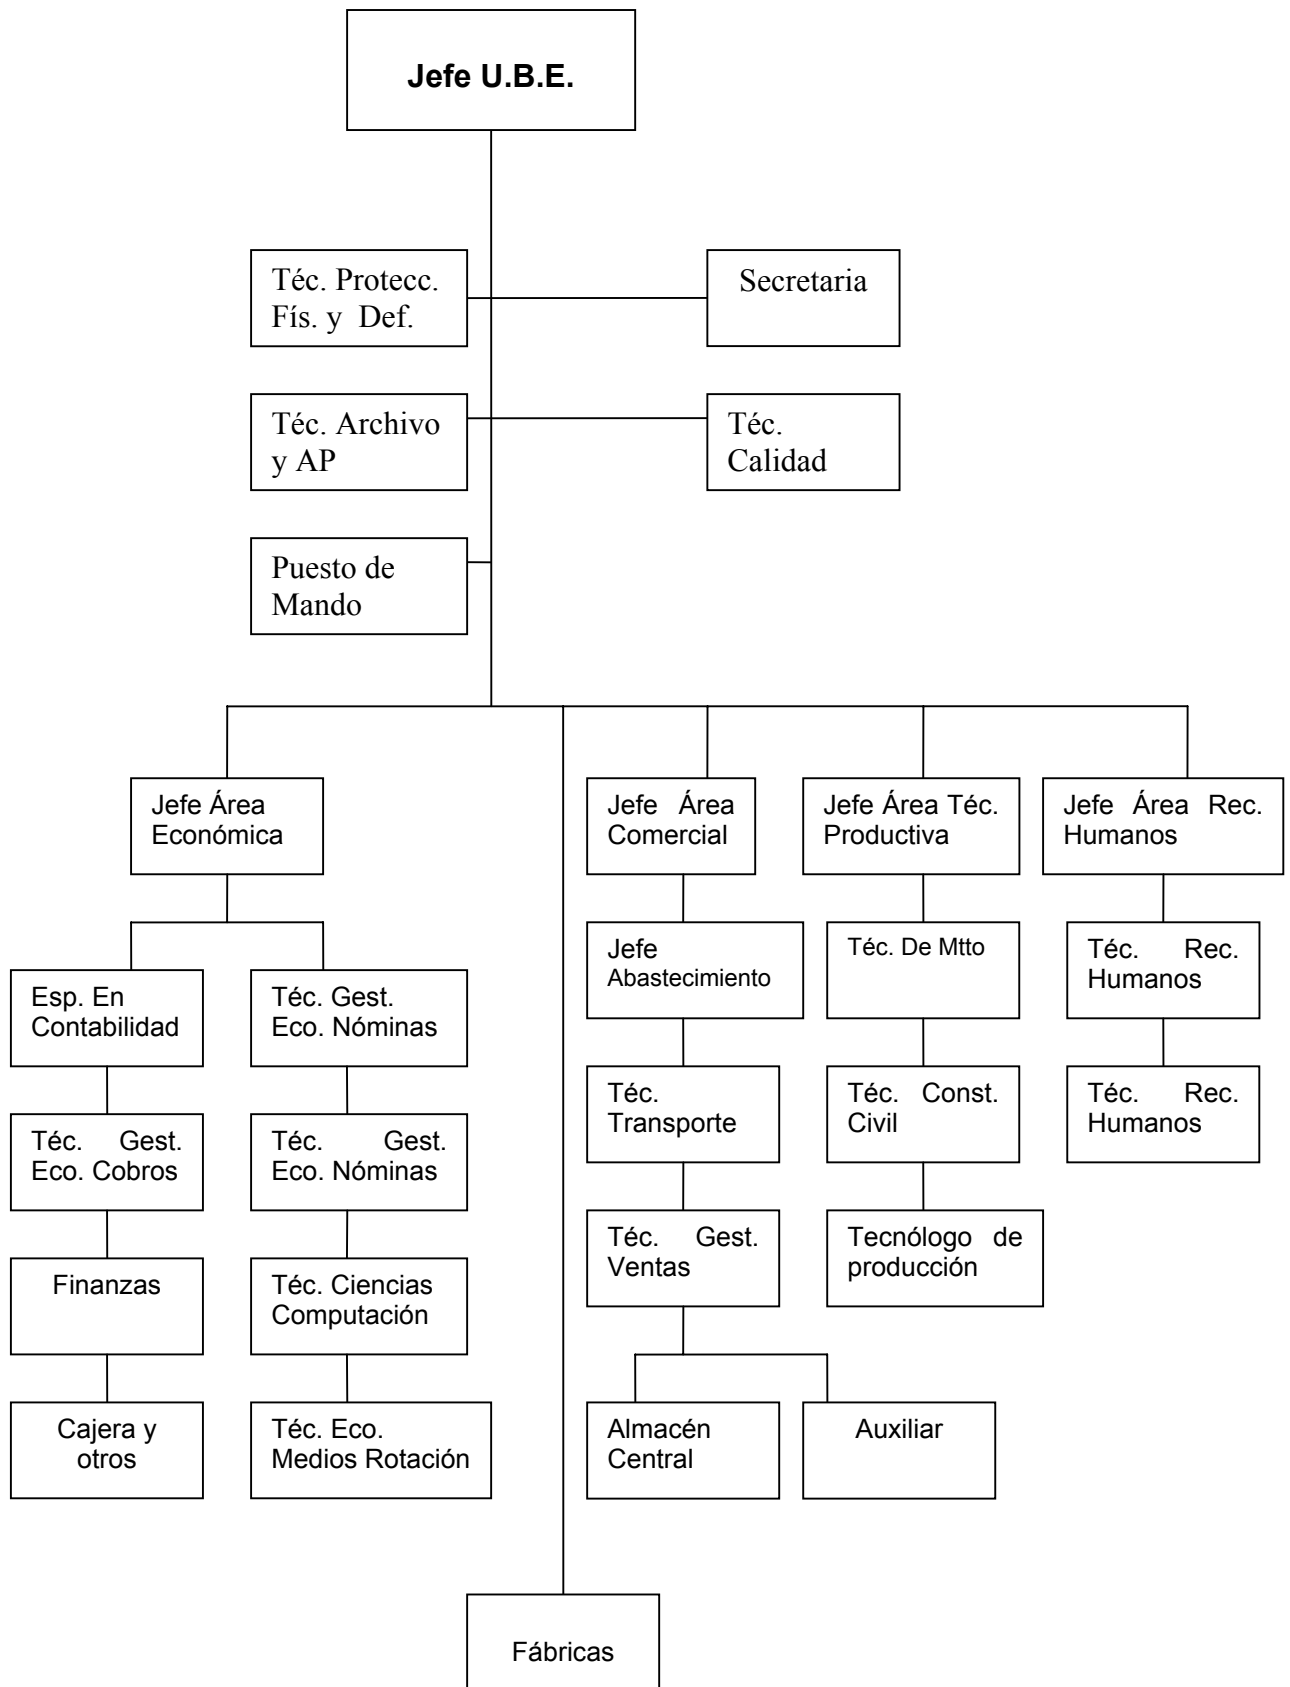 Jefe U.B.E.
Téc. Protecc.
Fís. y Def.
Secretaria
Téc. Archivo
y AP
Téc.
Calidad
Puesto de
Mando
Jefe Área
Económica
Jefe Área
Comercial
Jefe Área Téc.
Productiva
Jefe Área Rec.
Humanos
Esp. En
Contabilidad
Téc. Gest.
Eco. Nóminas
Jefe
Abastecimiento
Téc. De Mtto
Téc. Rec.
Humanos
Téc. Gest.
Eco. Cobros
Téc. Gest.
Eco. Nóminas
Téc.
Transporte
Téc. Const.
Civil
Téc. Rec.
Humanos
Finanzas
Téc. Ciencias
Computación
Téc. Gest.
Ventas
Tecnólogo de
producción
Cajera y
otros
Téc. Eco.
Medios Rotación
Almacén
Central
Auxiliar
Fábricas